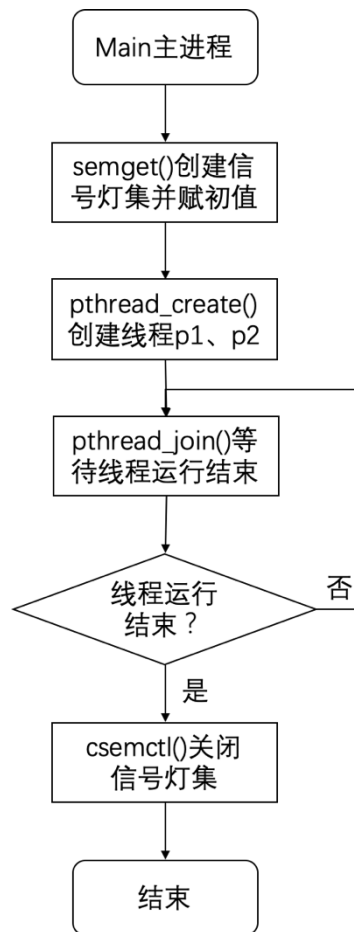 Main主进程
semget()创建信
号灯集并赋初值
pthread_create()
创建线程p1、p2
pthread_join()等
待线程运行结束
线程运行
结束？
否
是
csemctl()关闭
信号灯集
结束